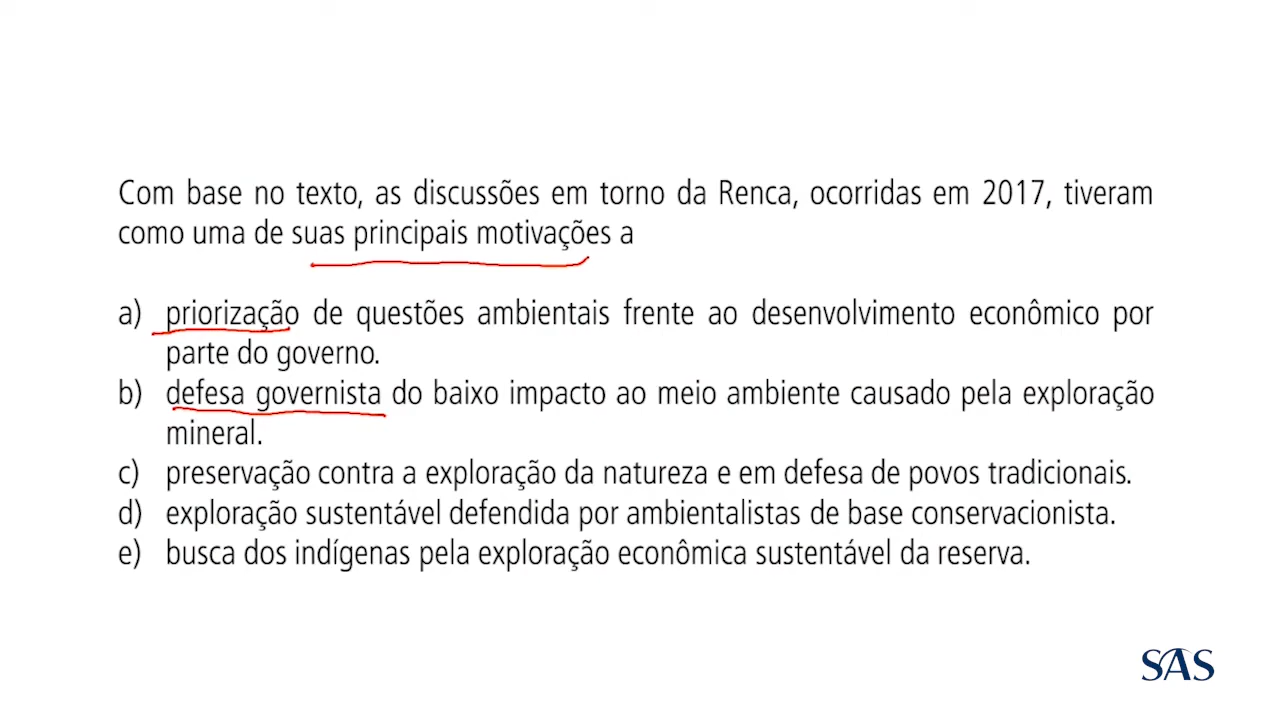 Com base no texto, as discussões em torno da Renca, ocorridas em 2017, tiveram
como uma de suas principais motivações a
a) priorização de questões ambientais frente ao desenvolvimento econômico por
parte do governo.
b) defesa governista do baixo impacto ao meio ambiente causado pela exploração
mineral.
c) preservação contra a exploração da natureza e em defesa de povos tradicionais.
d) exploração sustentável defendida por ambientalistas de base conservacionista.
e) busca dos indígenas pela exploração econômica sustentável da reserva.
SAS